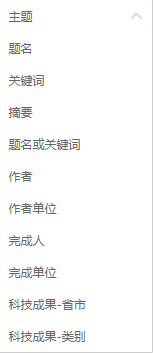 主题
题名
关键词
摘要
题名或关键词
作者
作者单位
完成人
完成单位
科技成果-省市
科技成果-类别